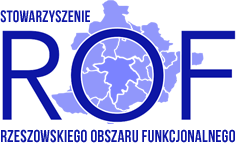 STOWARZYSZENIE
ROF
RZESZOWSKIEGO OBSZARU FUNKCJONALNEGO